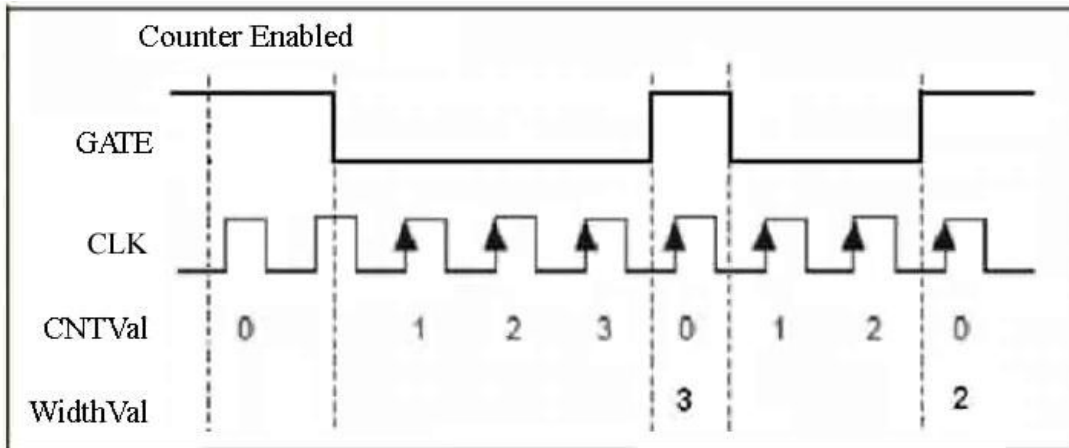 Counter Enabled
GATE
CLK
CNTVal 0 1 2 3 0 1 2 0
WidthVal 3 2